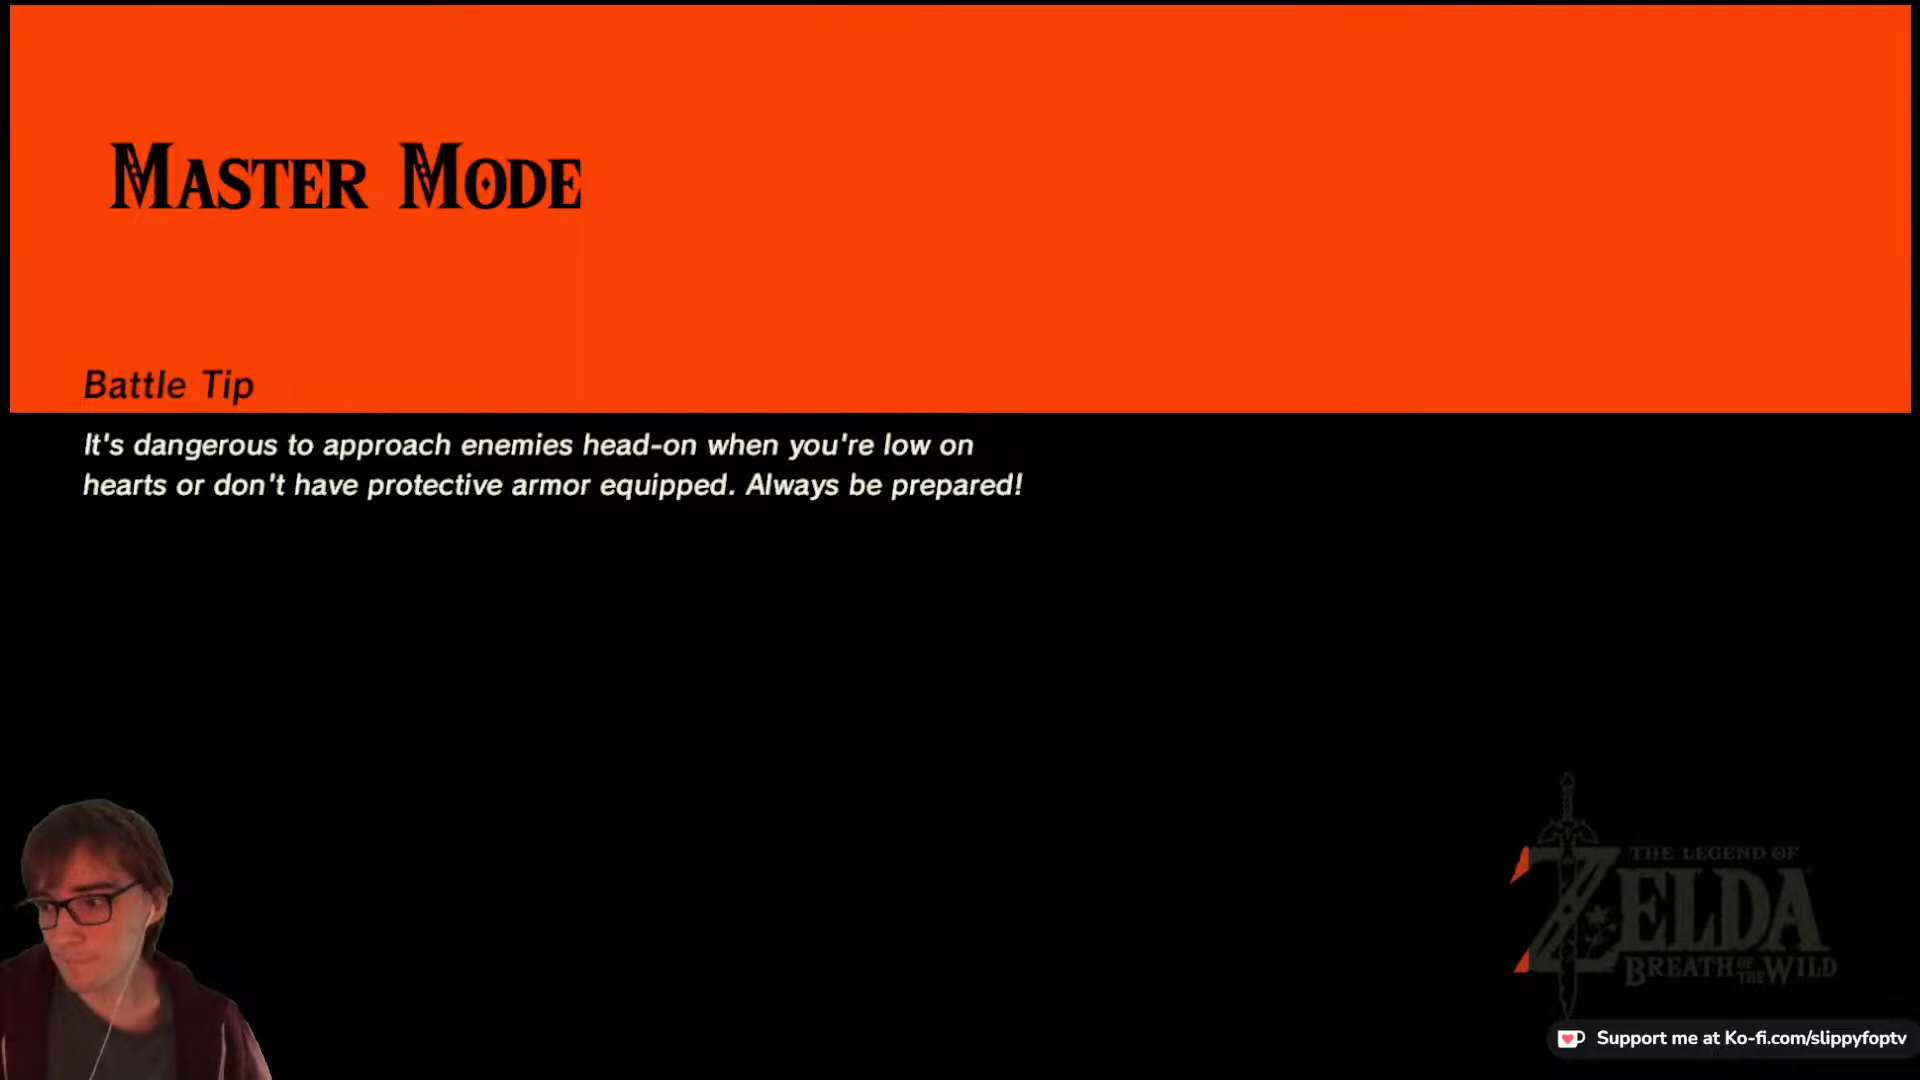 MASTER MODE
Battle Tip
It's dangerous to approach enemies head-on when you're low on
hearts or don't have protective armor equipped. Always be prepared!
THE LEGEND OF
ZELDA
BREATH OF THE WILD
Support me at Ko-fi.com/slippyfoptv